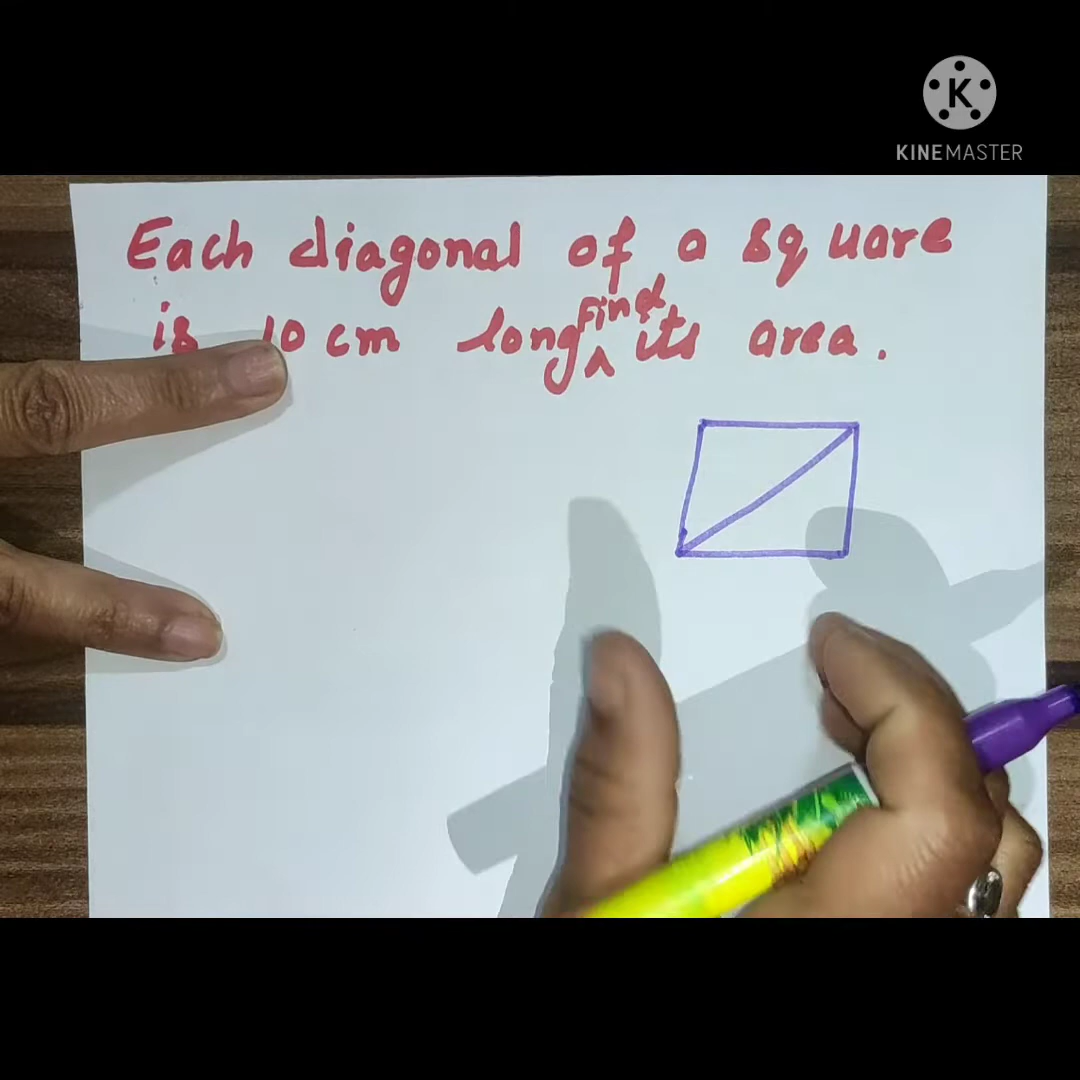 K
KINEMASTER
Each diagonal of a square
is 10 cm long Find its area.